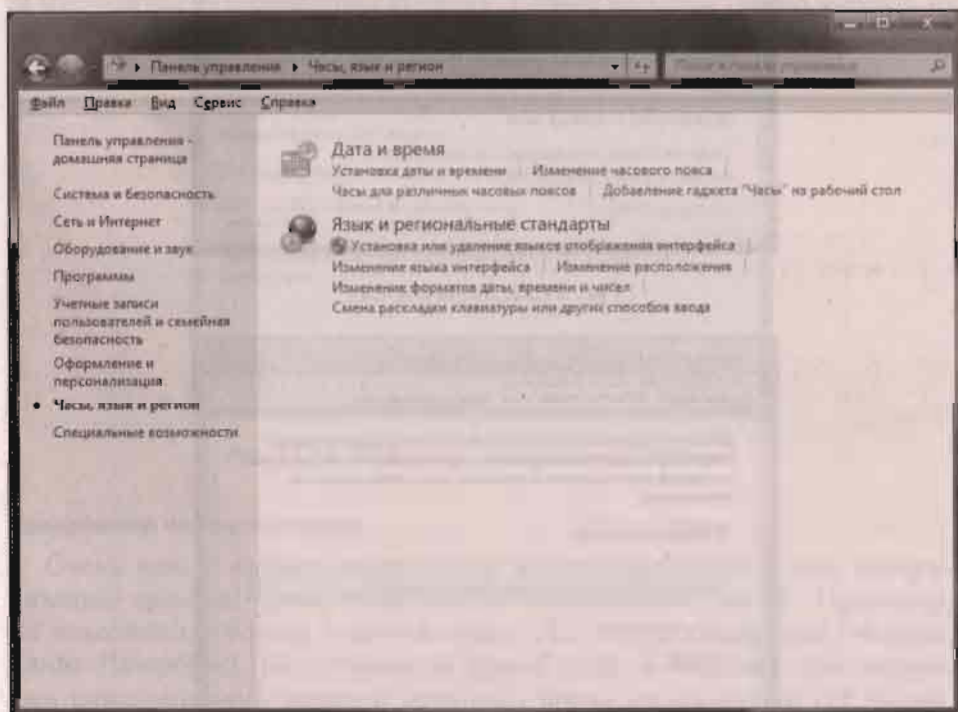 Панель управления ▸ Часы, язык и регион
Поиск в панели управления
Файл Правка Вид Сервис Справка
Панель управления -
домашняя страница
Система и безопасность
Сеть и Интернет
Оборудование и звук
Программы
Учетные записи
пользователей и семейная
безопасность
Оформление и
персонализация
• Часы, язык и регион
Специальные возможности
Дата и время
Установка даты и времени | Изменение часового пояса |
Часы для различных часовых поясов | Добавление гаджета "Часы" на рабочий стол
Язык и региональные стандарты
Установка или удаление языков отображения интерфейса |
Изменение языка интерфейса | Изменение расположения |
Изменение форматов даты, времени и чисел |
Смена раскладки клавиатуры или других способов ввода